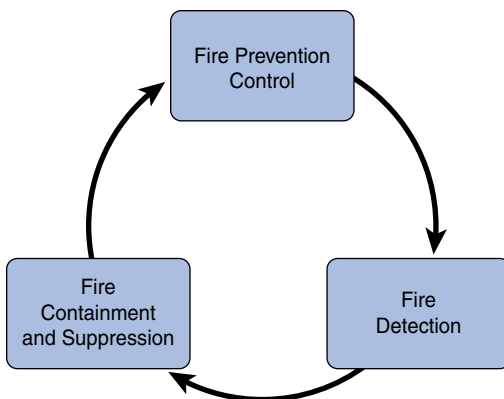 Fire Prevention
Control
Fire
Detection
Fire
Containment
and Suppression